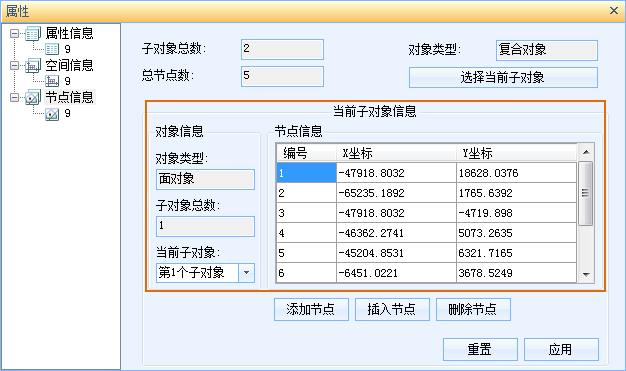 属性
属性信息
9
空间信息
9
节点信息
9
子对象总数: 2 对象类型: 复合对象
总节点数: 5 选择当前子对象
当前子对象信息
对象信息
对象类型:
面对象
子对象总数:
1
当前子对象:
第1个子对象
节点信息
编号 X坐标 Y坐标
1 -47918.8032 18628.0376
2 -65235.1892 1765.6392
3 -47918.8032 -4719.898
4 -46362.2741 5073.2635
5 -45204.8531 6321.7165
6 -6451.0221 3678.5249
添加节点 插入节点 删除节点
重置 应用